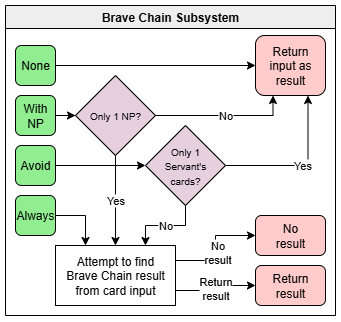 Brave Chain Subsystem
None
Return
input as
result
With
NP
Only 1 NP?
No
Avoid
Only 1
Servant's
cards?
Yes
Yes
Always
No
Attempt to find
Brave Chain result
from card input
No
result
No
result
Return
result
Return
result